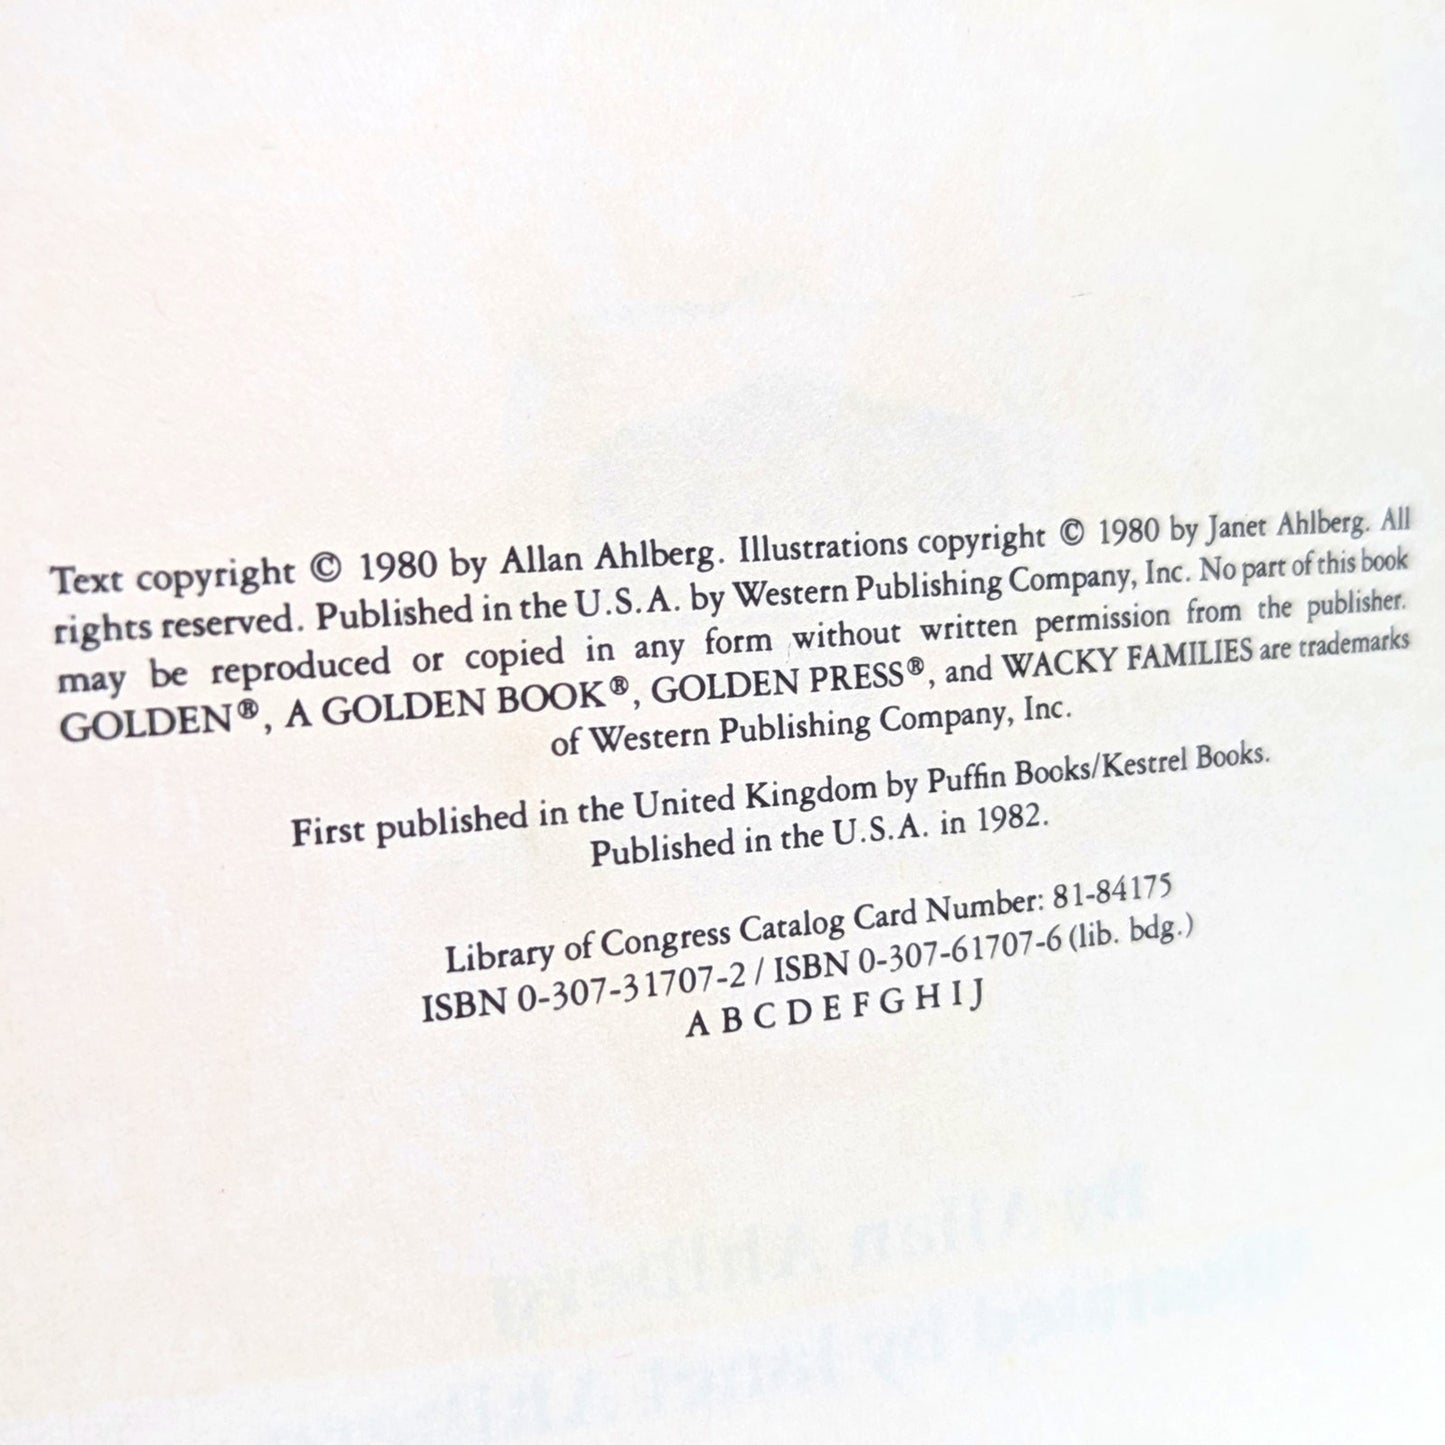 Text copyright © 1980 by Allan Ahlberg. Illustrations copyright © 1980 by Janet Ahlberg. All
rights reserved. Published in the U.S.A. by Western Publishing Company, Inc. No part of this book
may be reproduced or copied in any form without written permission from the publisher.
GOLDEN®, A GOLDEN BOOK®, GOLDEN PRESS®, and WACKY FAMILIES are trademarks
of Western Publishing Company, Inc.
First published in the United Kingdom by Puffin Books/Kestrel Books.
Published in the U.S.A. in 1982.
Library of Congress Catalog Card Number: 81-84175
ISBN 0-307-31707-2 / ISBN 0-307-61707-6 (lib. bdg.)
A B C D E F G H I J